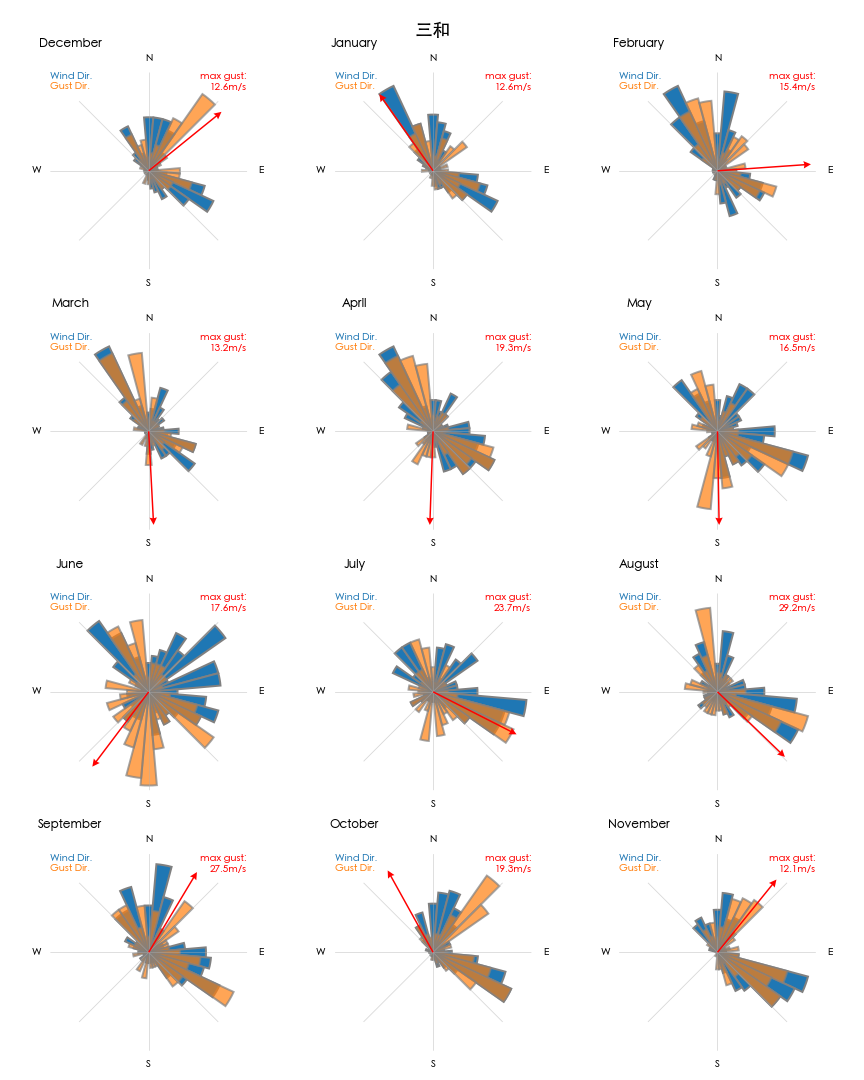 三和
December
N
Wind Dir.
Gust Dir.
max gust:
12.6m/s
W
E
S
January
N
Wind Dir.
Gust Dir.
max gust:
12.6m/s
W
E
S
February
N
Wind Dir.
Gust Dir.
max gust:
15.4m/s
W
E
S
March
N
Wind Dir.
Gust Dir.
max gust:
13.2m/s
W
E
S
April
N
Wind Dir.
Gust Dir.
max gust:
19.3m/s
W
E
S
May
N
Wind Dir.
Gust Dir.
max gust:
16.5m/s
W
E
S
June
N
Wind Dir.
Gust Dir.
max gust:
17.6m/s
W
E
S
July
N
Wind Dir.
Gust Dir.
max gust:
23.7m/s
W
E
S
August
N
Wind Dir.
Gust Dir.
max gust:
29.2m/s
W
E
S
September
N
Wind Dir.
Gust Dir.
max gust:
27.5m/s
W
E
S
October
N
Wind Dir.
Gust Dir.
max gust:
19.3m/s
W
E
S
November
N
Wind Dir.
Gust Dir.
max gust:
12.1m/s
W
E
S